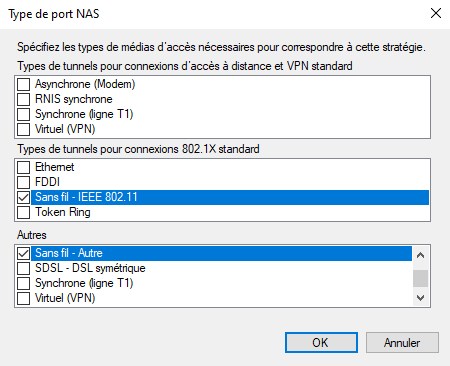 Type de port NAS
Spécifiez les types de médias d'accès nécessaires pour correspondre à cette stratégie.
Types de tunnels pour connexions d'accès à distance et VPN standard
Asynchrone (Modem)
RNIS synchrone
Synchrone (ligne T1)
Virtuel (VPN)
Types de tunnels pour connexions 802.1X standard
Ethernet
FDDI
Sans fil - IEEE 802.11
Token Ring
Autres
Sans fil - Autre
SDSL - DSL symétrique
Synchrone (ligne T1)
Virtuel (VPN)
OK
Annuler